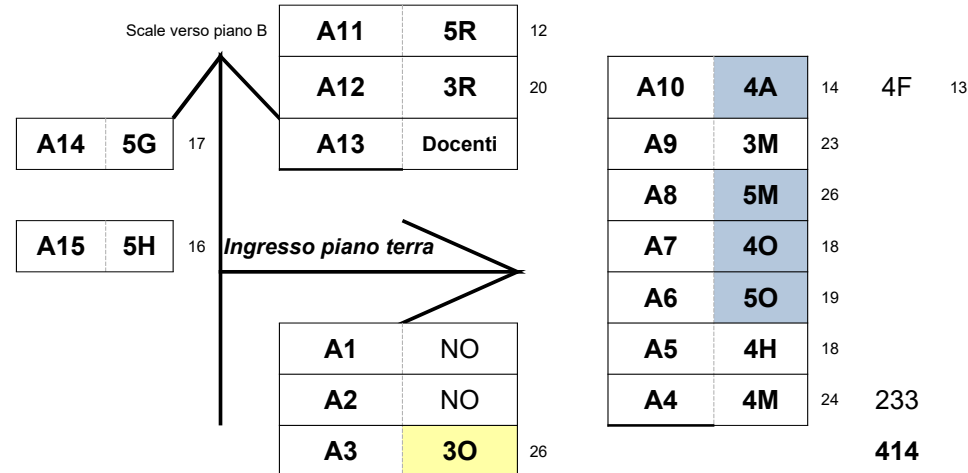 Scale verso piano B A11 5R 12
A12 3R 20 A10 4A 14 4F 13
A14 5G 17 A13 Docenti A9 3M 23
A8 5M 26
A15 5H 16 Ingresso piano terra A7 4O 18
A6 5O 19
A1 NO A5 4H 18
A2 NO A4 4M 24 233
A3 3O 26 414